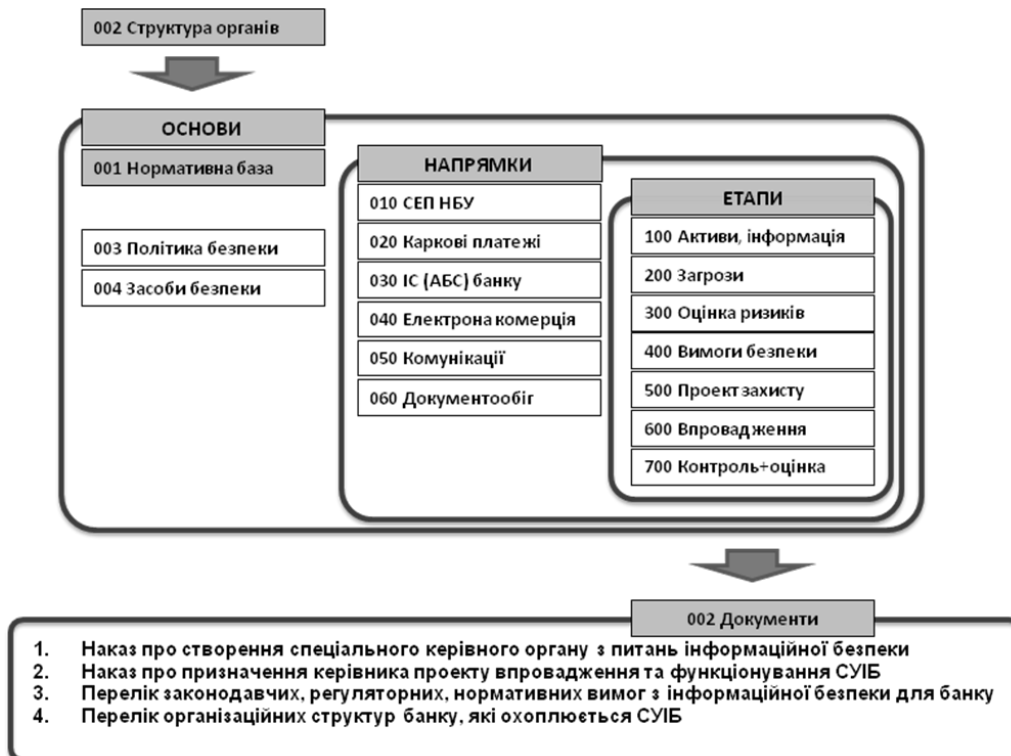 002 Структура органів
ОСНОВИ
001 Нормативна база
003 Політика безпеки
004 Засоби безпеки
НАПРЯМКИ
010 СЕП НБУ
020 Каркові платежі
030 ІС (АБС) банку
040 Електрона комерція
050 Комунікації
060 Документообіг
ЕТАПИ
100 Активи, інформація
200 Загрози
300 Оцінка ризиків
400 Вимоги безпеки
500 Проект захисту
600 Впровадження
700 Контроль+оцінка
002 Документи
1. Наказ про створення спеціального керівного органу з питань інформаційної безпеки
2. Наказ про призначення керівника проекту впровадження та функціонування СУІБ
3. Перелік законодавчих, регуляторних, нормативних вимог з інформаційної безпеки для банку
4. Перелік організаційних структур банку, які охоплюється СУІБ